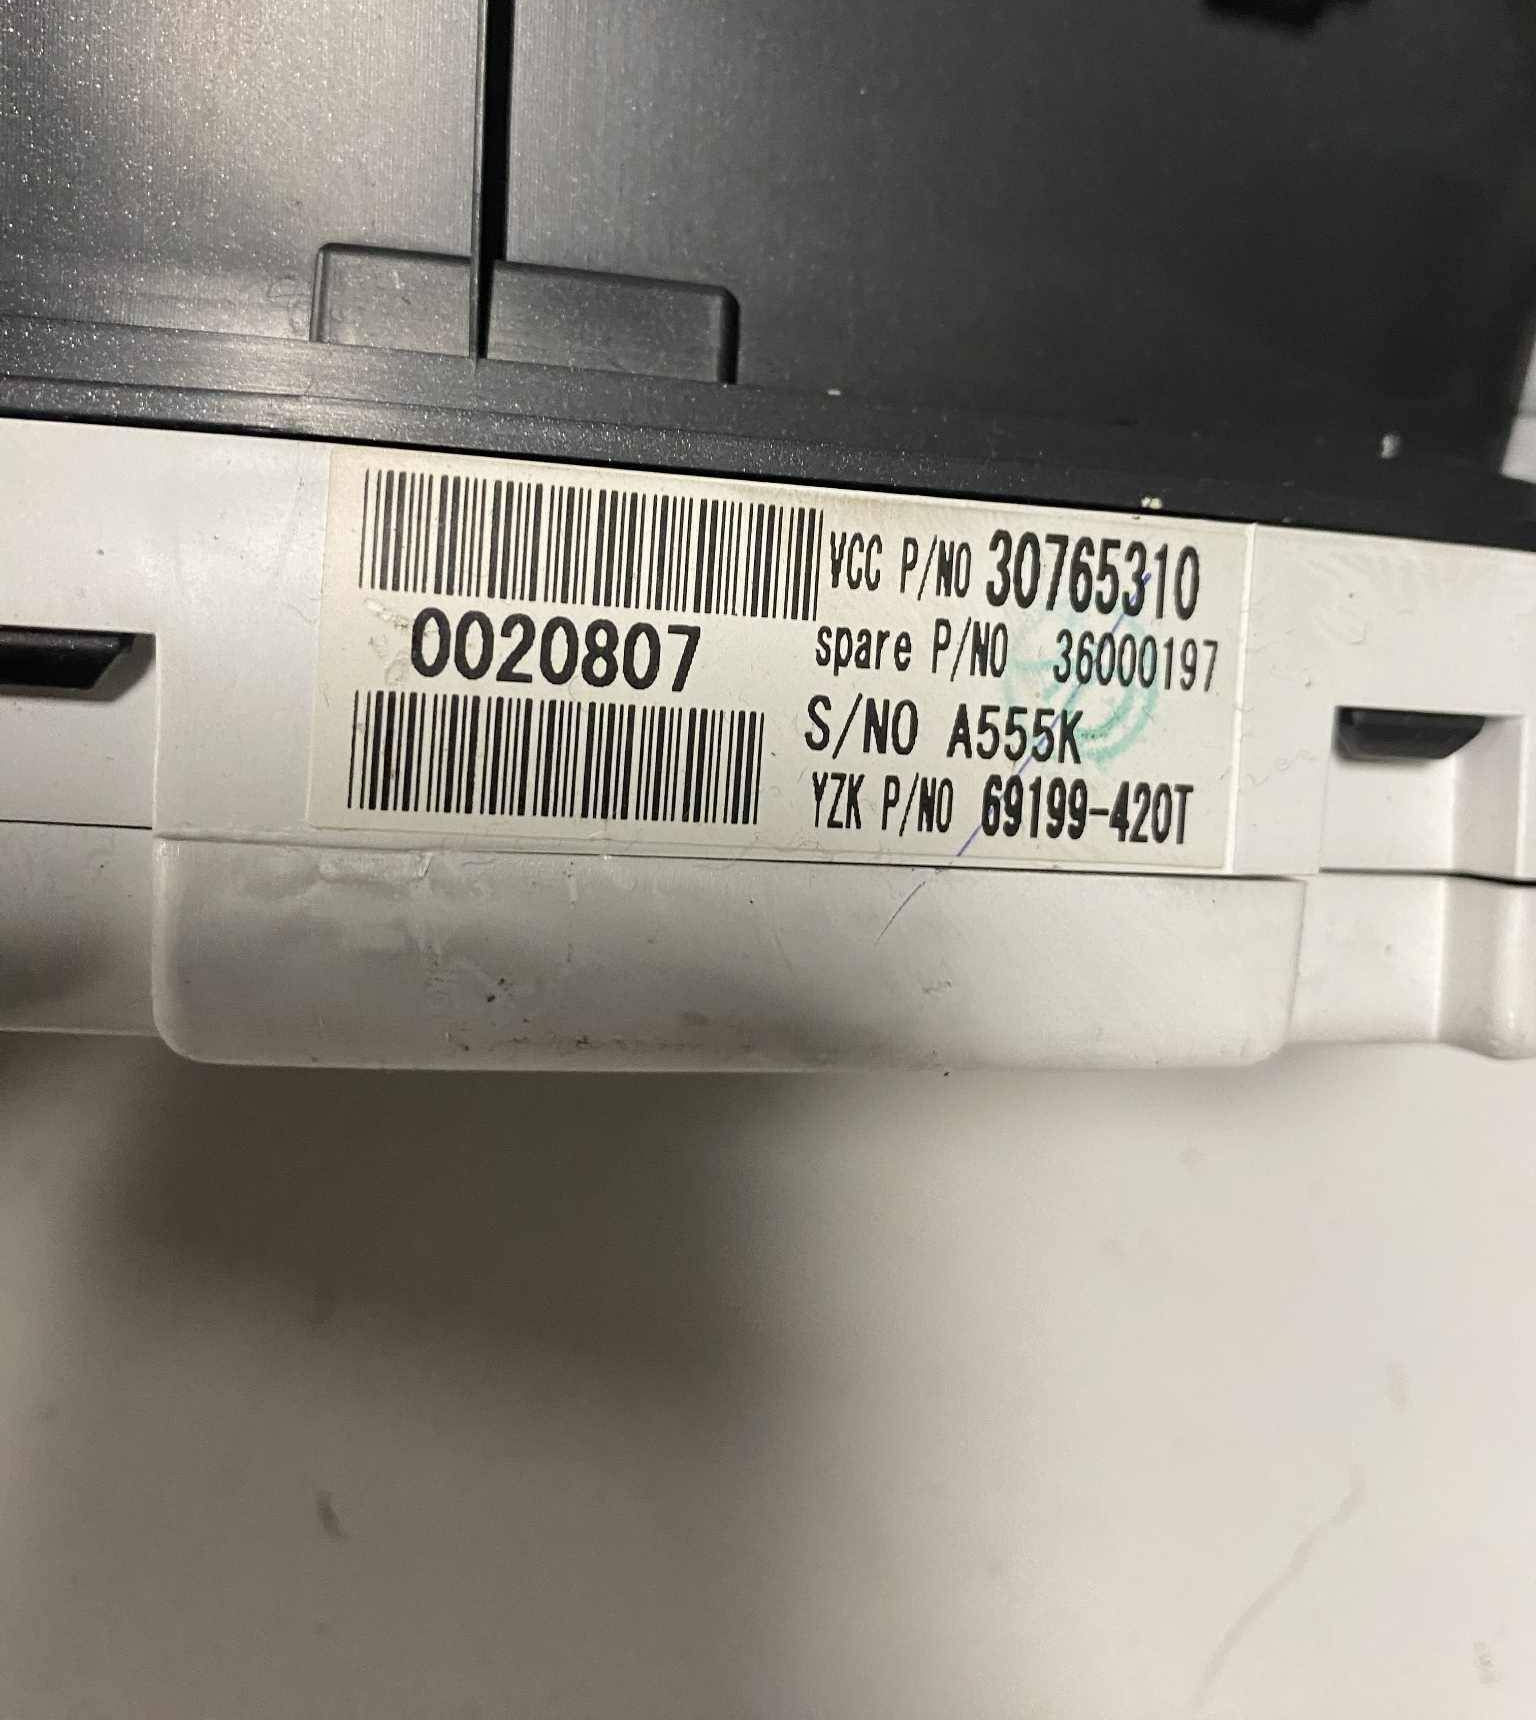 VCC P/NO 30765310
0020807
spare P/NO 36000197
S/NO A555K
YZK P/NO 69199-420T